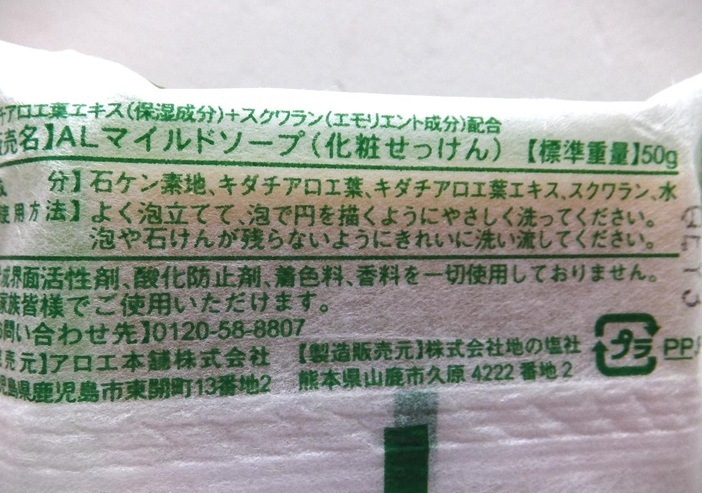 チアロエ葉エキス(保湿成分)+スクワラン(エモリエント成分)配合
売名】ALマイルドソープ(化粧せっけん) 【標準重量】50g
分】石ケン素地、キダチアロエ葉、キダチアロエ葉エキス、スクワラン、水
使用方法】よく泡立てて、泡で円を描くようにやさしく洗ってください。
泡や石けんが残らないようにきれいに洗い流してください。
成界面活性剤、酸化防止剤、着色料、香料を一切使用しておりません。
家族皆様でご使用いただけます。
問い合わせ先】0120-58-8807
売元】アロエ本舗株式会社 【製造販売元】株式会社地の塩社
児島県鹿児島市東開町13番地2 熊本県山鹿市久原 4222 番地 2
プラ PP